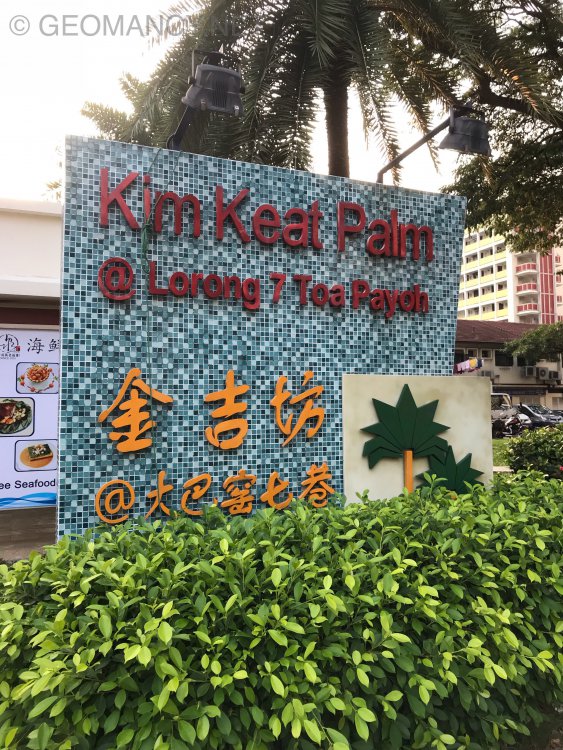 © GEOMANO
Kim Keat Palm
@ Lorong 7 Toa Payoh
海鲜
金吉坊
@大巴窑七巷
ee Seafood